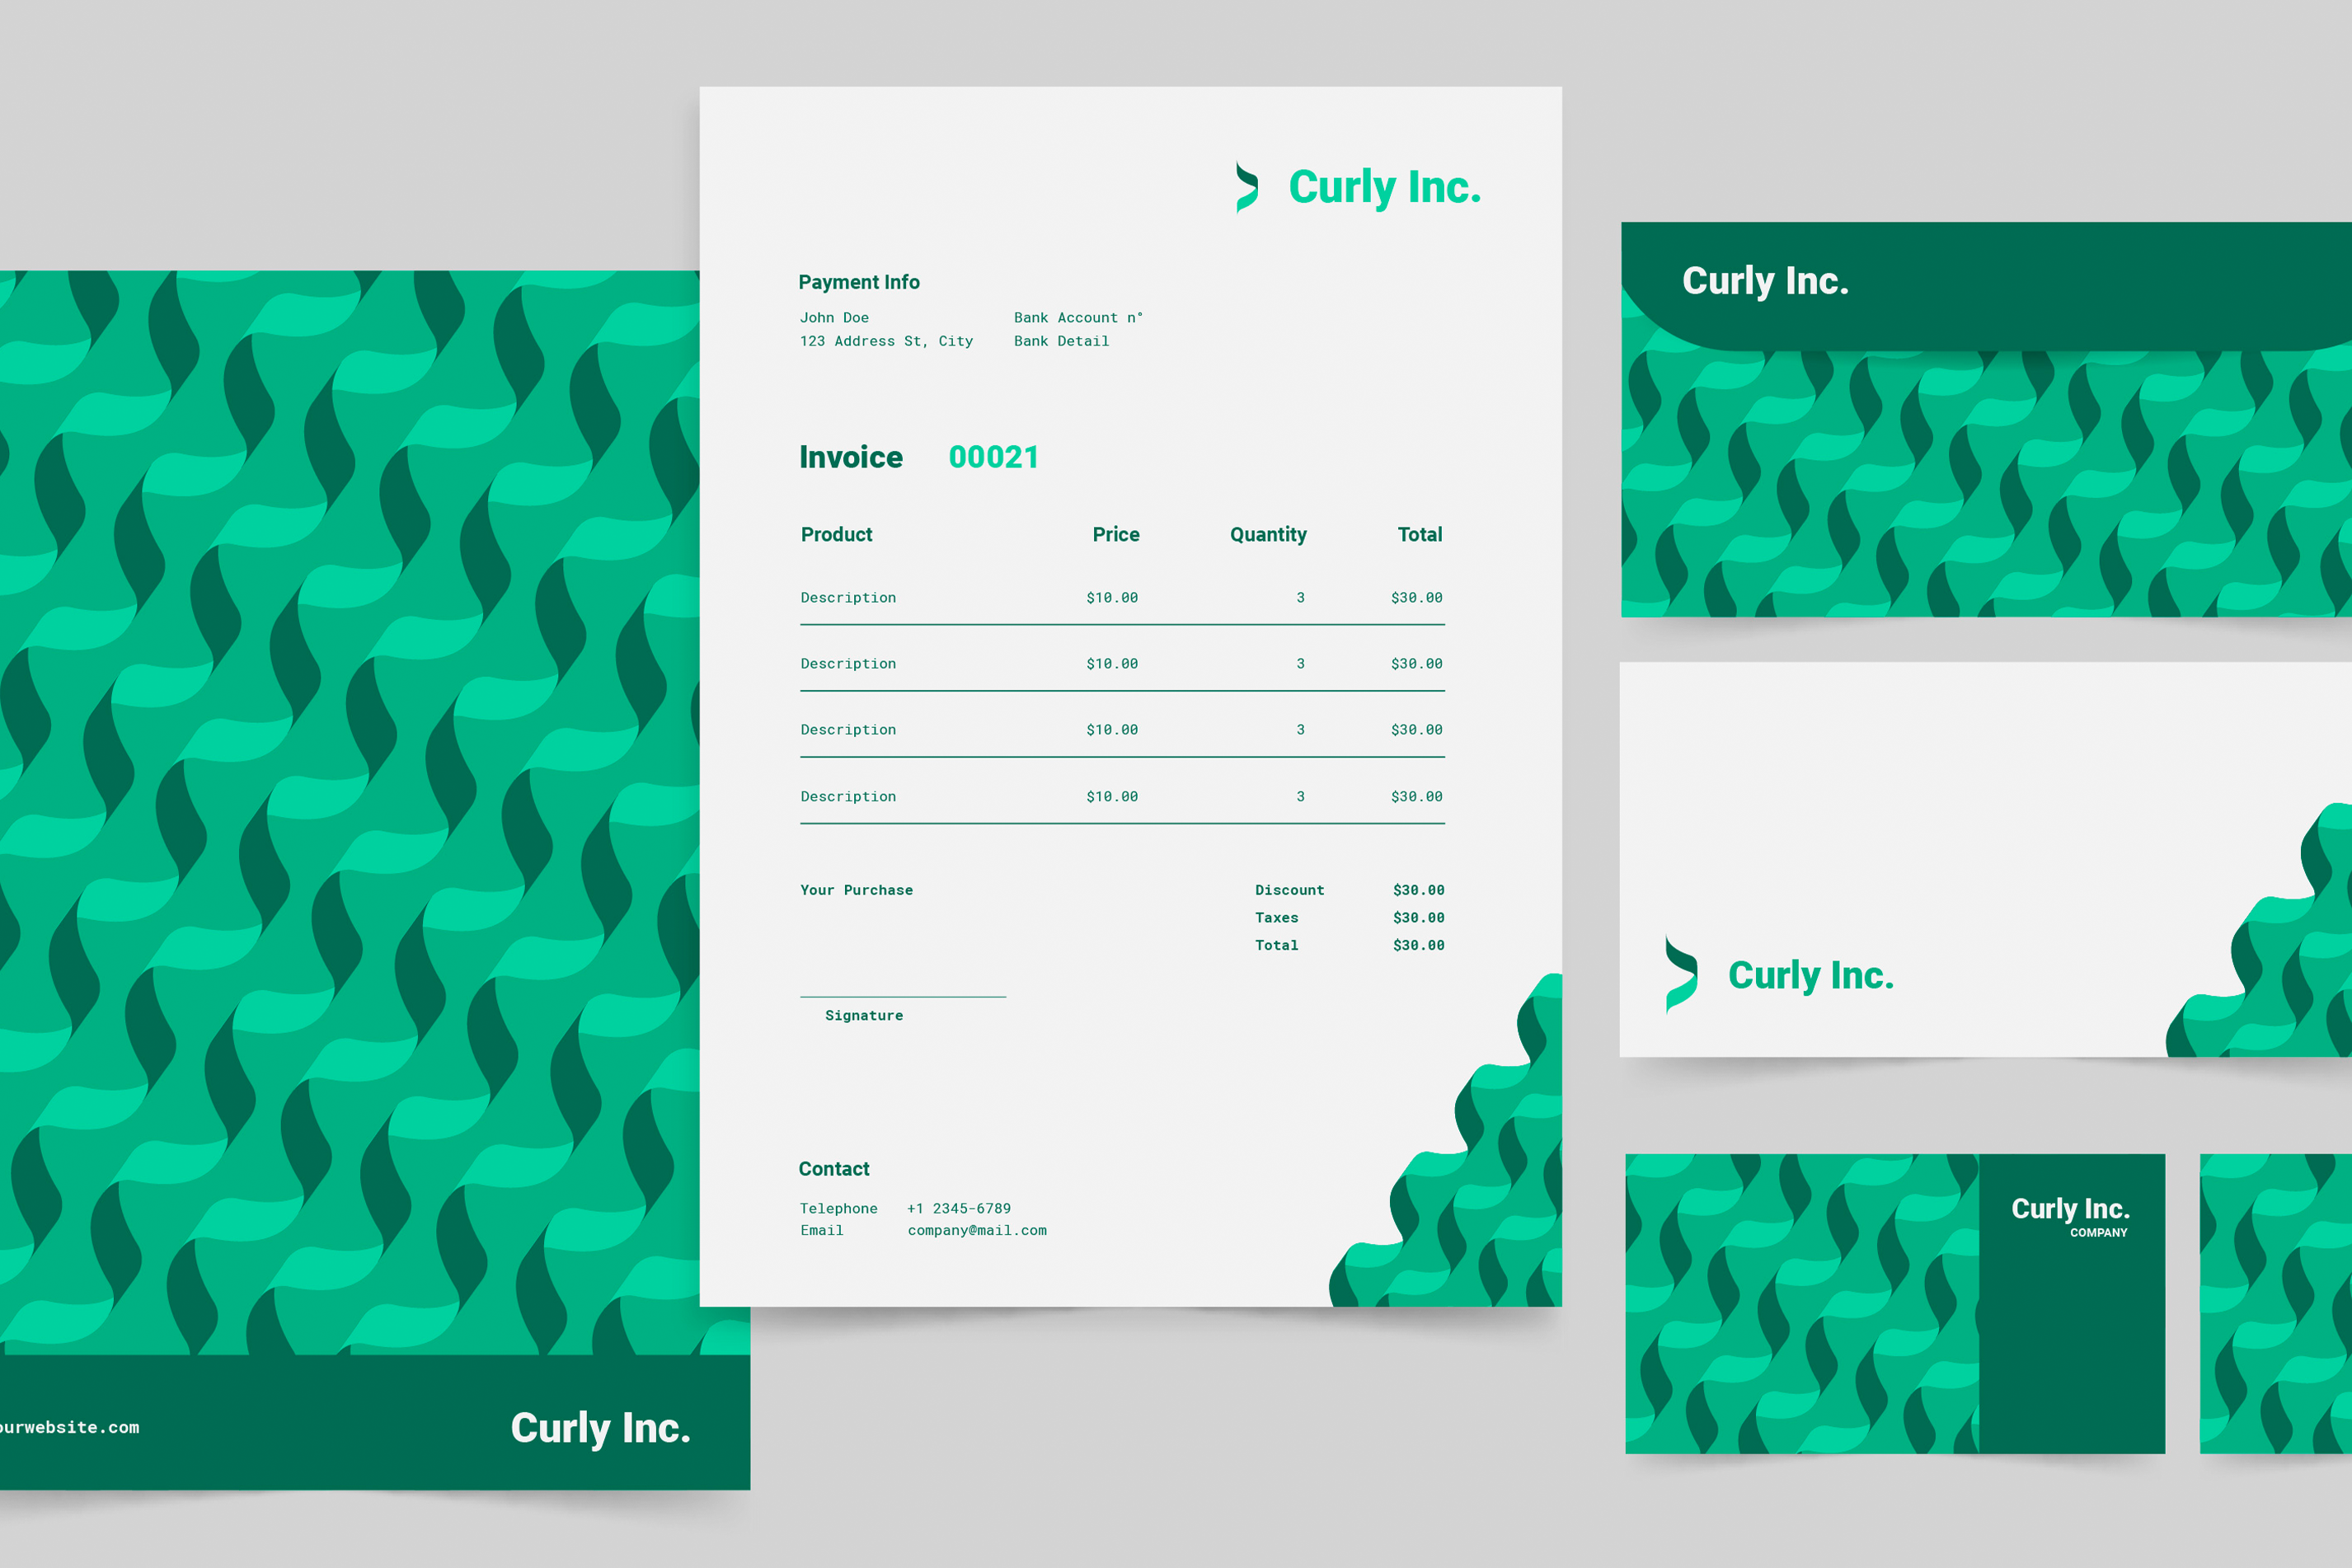 Curly Inc.
Payment Info
John Doe Bank Account n°
123 Address St, City Bank Detail
Invoice 00021
Product Price Quantity Total
Description $10.00 3 $30.00
Description $10.00 3 $30.00
Description $10.00 3 $30.00
Description $10.00 3 $30.00
Your Purchase Discount $30.00
Taxes $30.00
Total $30.00
Signature
Contact
Telephone +1 2345-6789
Email company@mail.com
ourwebsite.com
Curly Inc.
Curly Inc.
Curly Inc.
Curly Inc.
COMPANY